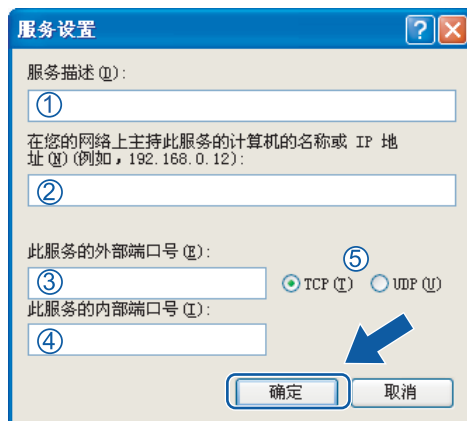 服务设置
服务描述(D):
①
在您的网络上主持此服务的计算机的名称或 IP 地
址(N)(例如，192.168.0.12):
②
此服务的外部端口号(E):
⑤
③
TCP(T) UDP(U)
此服务的内部端口号(I):
④
确定 取消